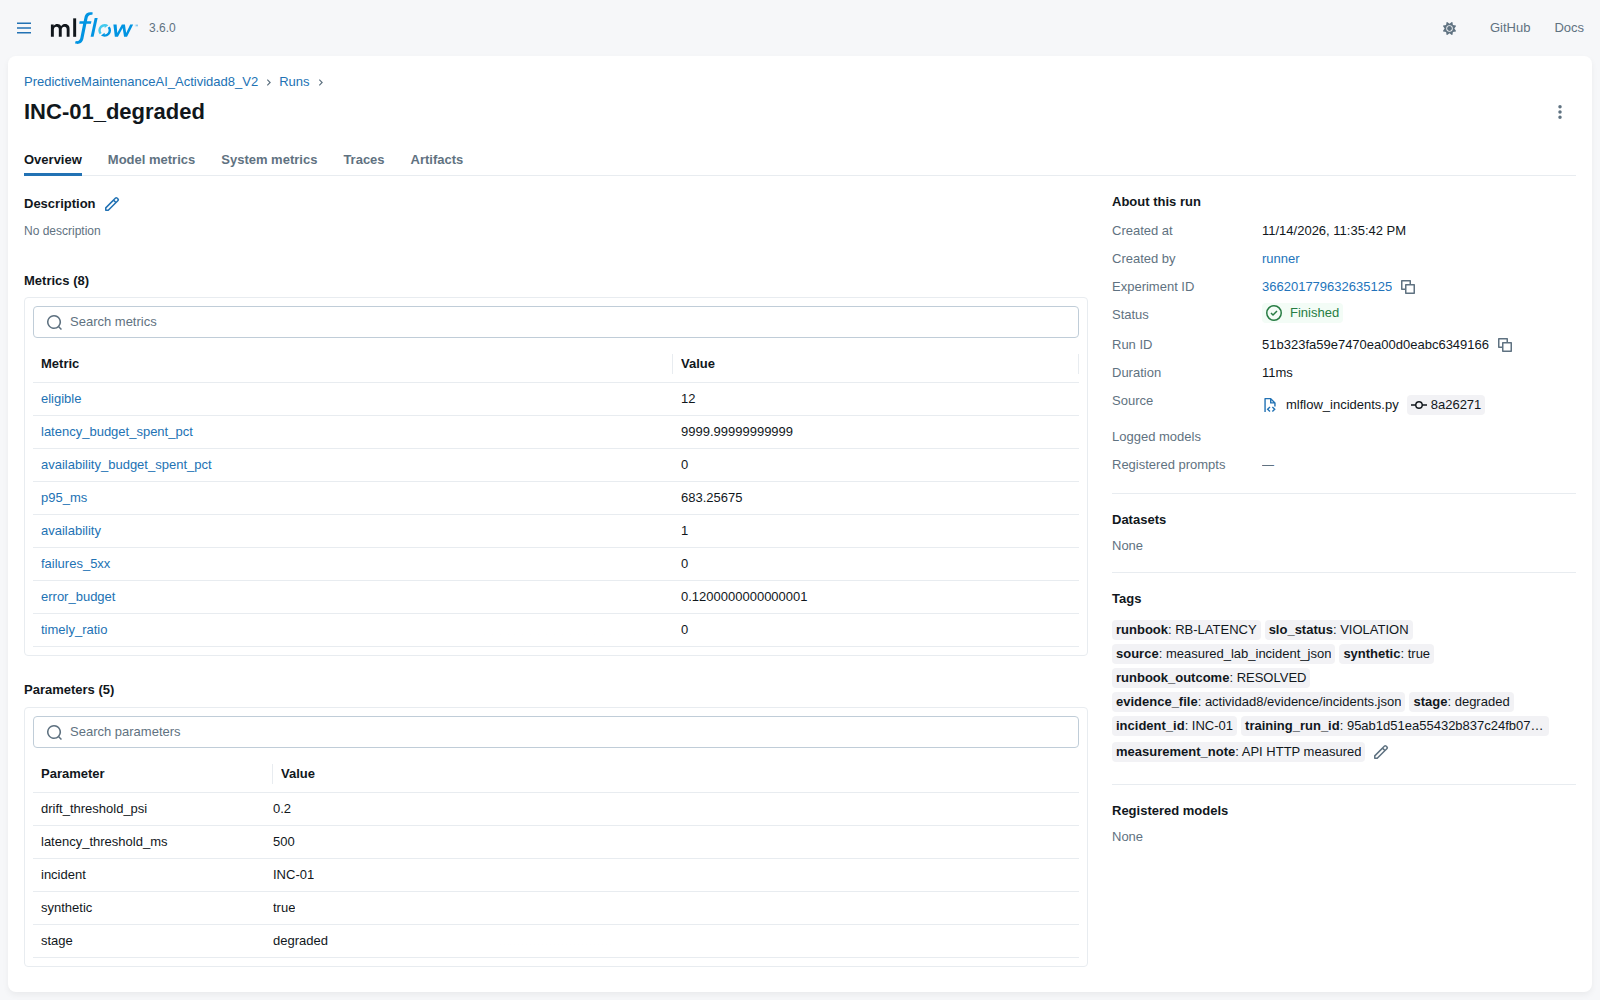 mlflow 3.6.0 GitHub Docs
PredictiveMaintenanceAI_Actividad8_V2 > Runs >
INC-01_degraded
Overview Model metrics System metrics Traces Artifacts
Description
No description
Metrics (8)
Search metrics
Metric Value
eligible 12
latency_budget_spent_pct 9999.99999999999
availability_budget_spent_pct 0
p95_ms 683.25675
availability 1
failures_5xx 0
error_budget 0.1200000000000001
timely_ratio 0
Parameters (5)
Search parameters
Parameter Value
drift_threshold_psi 0.2
latency_threshold_ms 500
incident INC-01
synthetic true
stage degraded
About this run
Created at 11/14/2026, 11:35:42 PM
Created by runner
Experiment ID 366201779632635125
Status Finished
Run ID 51b323fa59e7470ea00d0eabc6349166
Duration 11ms
Source mlflow_incidents.py 8a26271
Logged models
Registered prompts —
Datasets
None
Tags
runbook: RB-LATENCY slo_status: VIOLATION
source: measured_lab_incident_json synthetic: true
runbook_outcome: RESOLVED
evidence_file: actividad8/evidence/incidents.json stage: degraded
incident_id: INC-01 training_run_id: 95ab1d51ea55432b837c24fb07…
measurement_note: API HTTP measured
Registered models
None